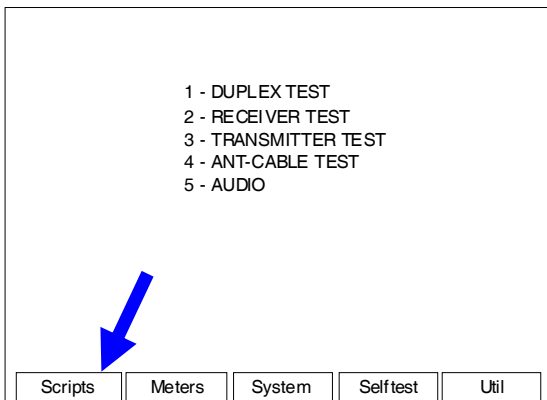 1 - DUPLEX TEST
2 - RECEIVER TEST
3 - TRANSMITTER TEST
4 - ANT-CABLE TEST
5 - AUDIO
Scripts Meters System Selftest Util